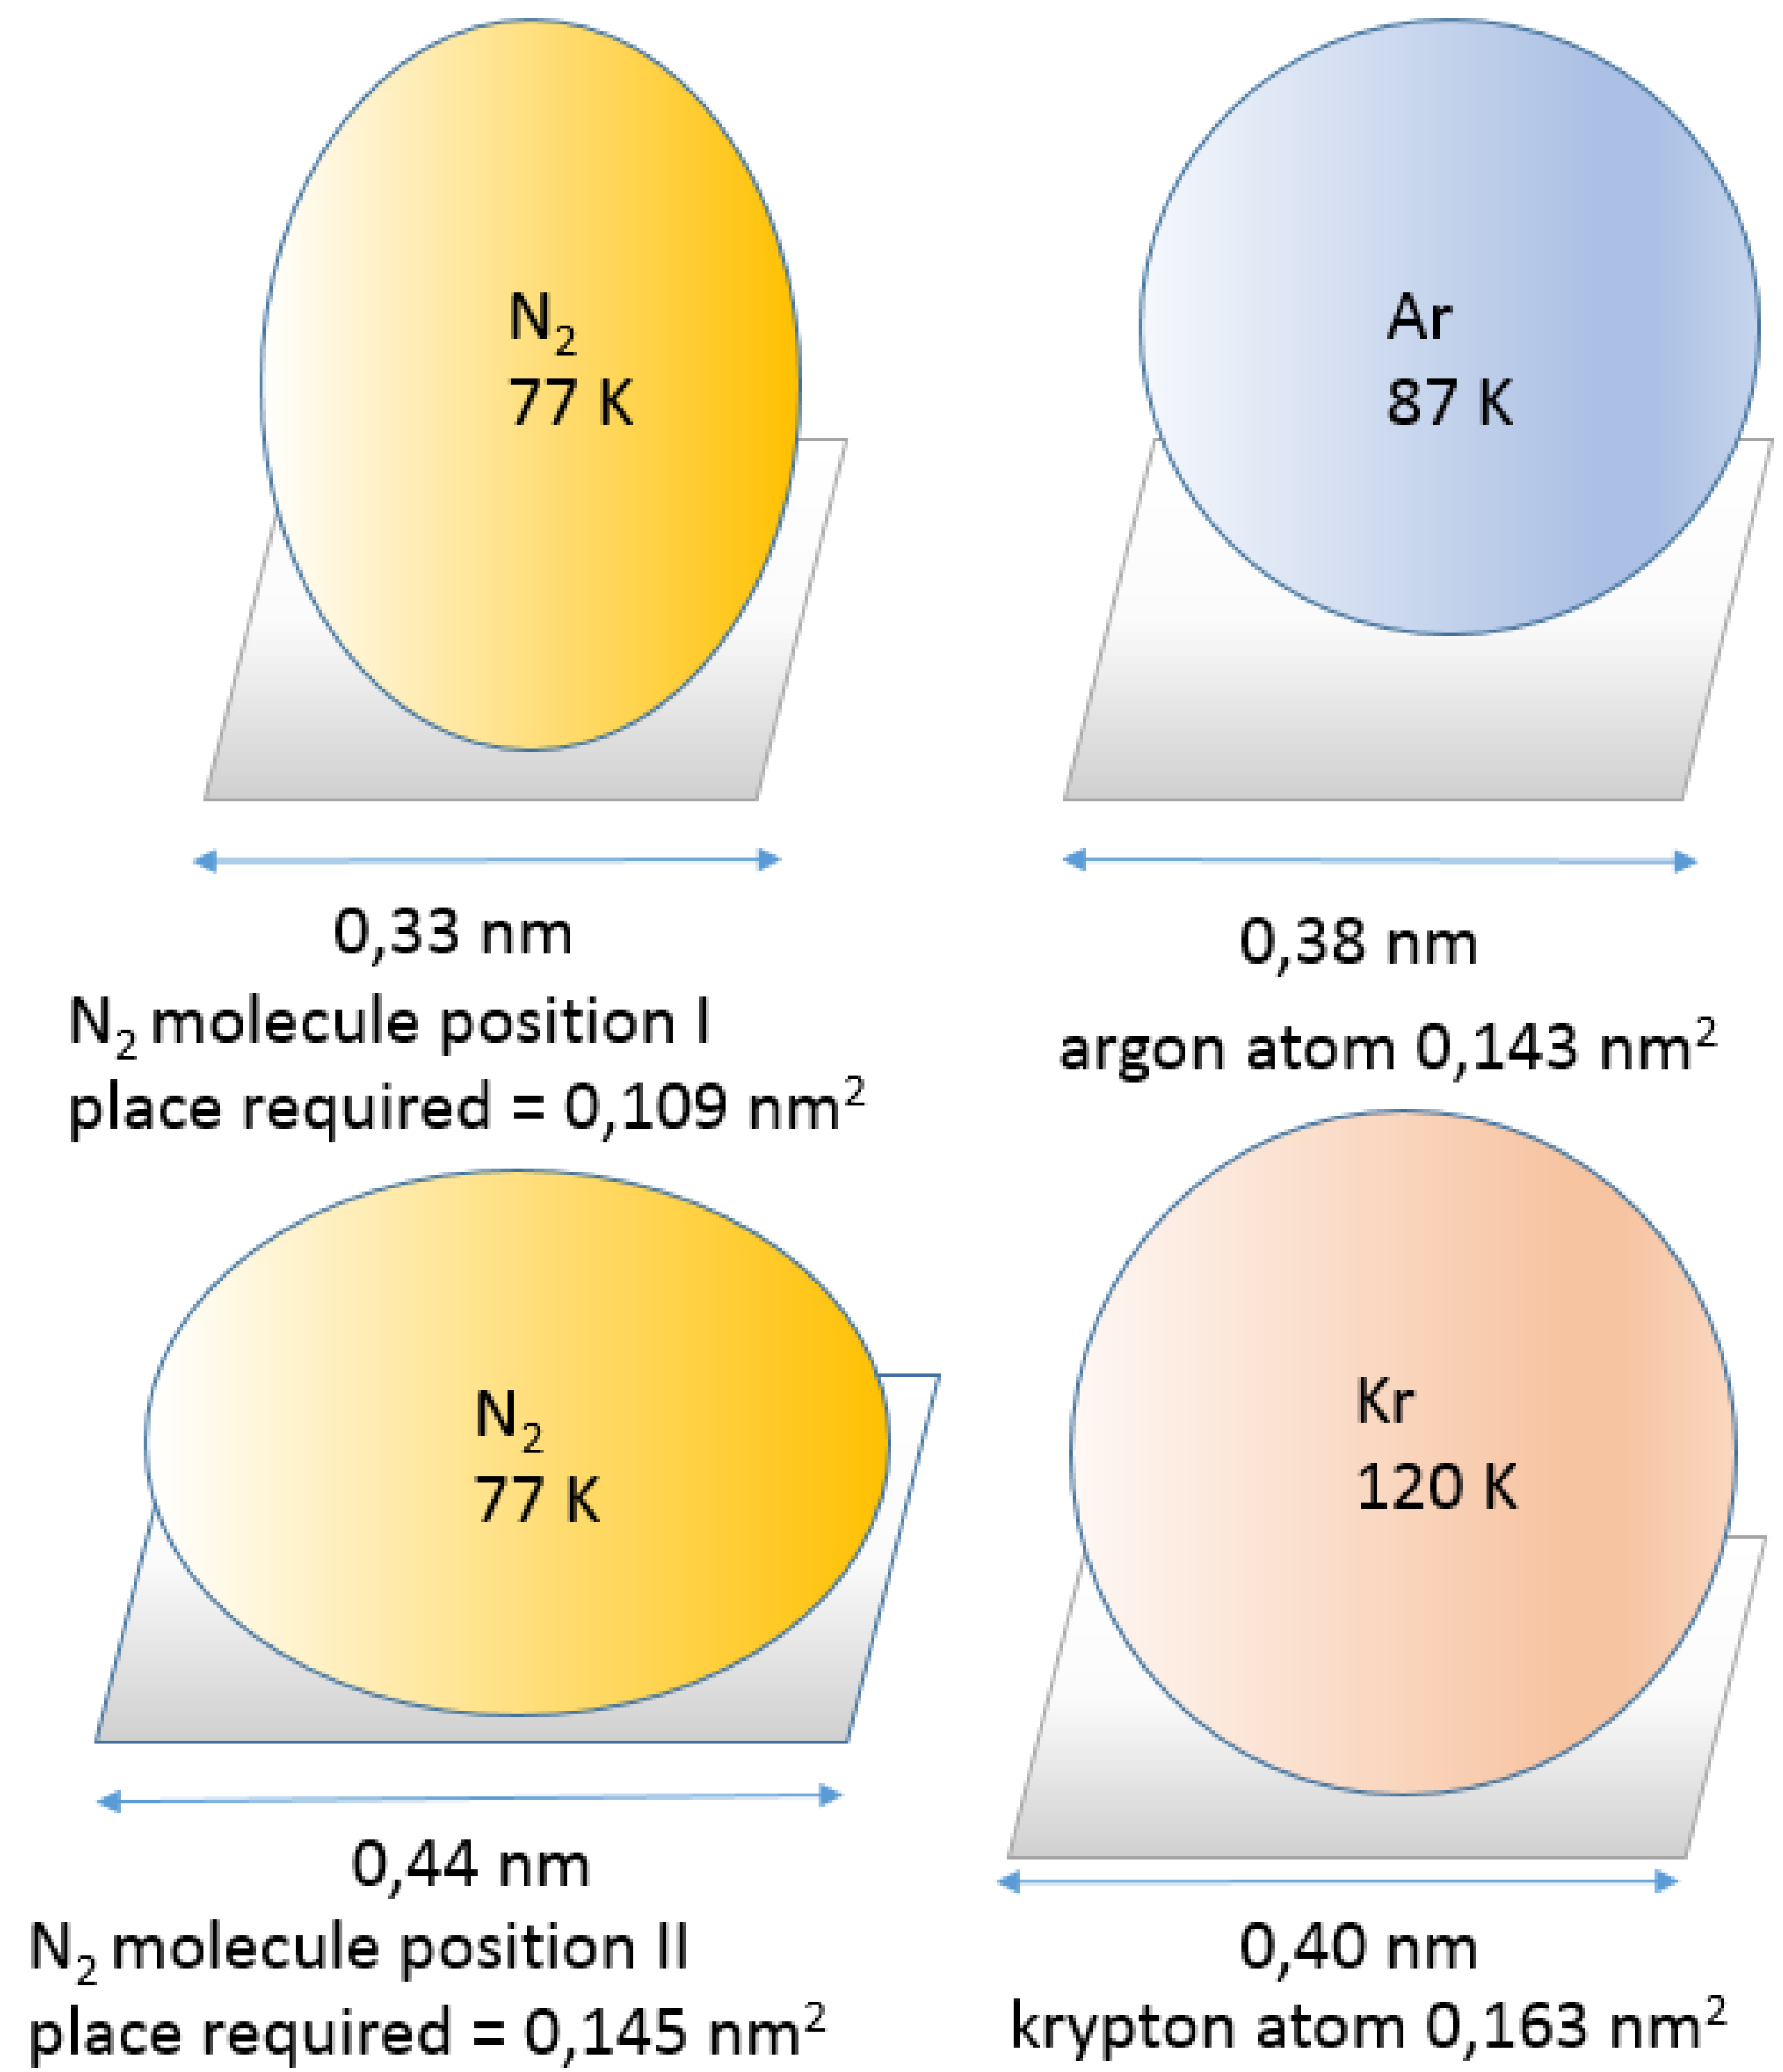 N₂
77 K
0,33 nm
N₂ molecule position I
place required = 0,109 nm²
Ar
87 K
0,38 nm
argon atom 0,143 nm²
N₂
77 K
0,44 nm
N₂ molecule position II
place required = 0,145 nm²
Kr
120 K
0,40 nm
krypton atom 0,163 nm²